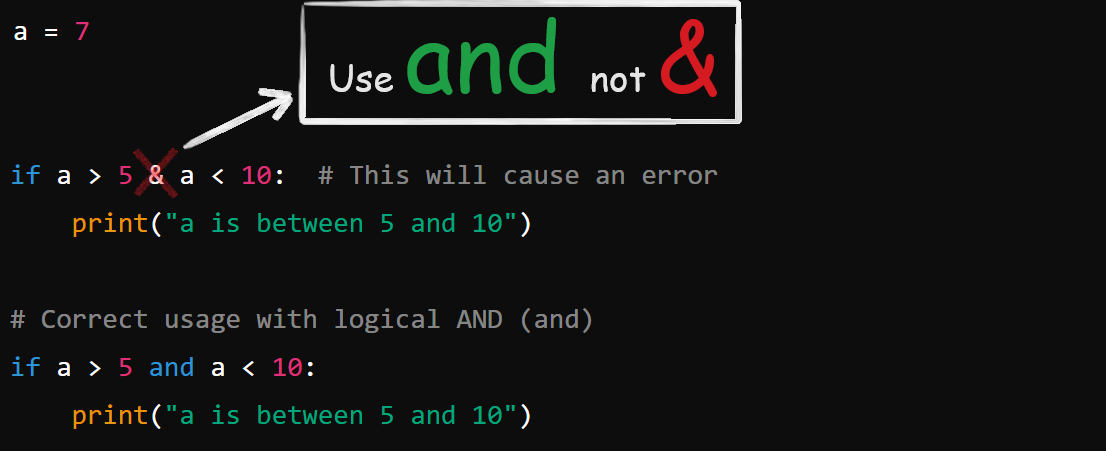 a = 7
Use and not &
if a > 5 & a < 10:  # This will cause an error
    print("a is between 5 and 10")
# Correct usage with logical AND (and)
if a > 5 and a < 10:
    print("a is between 5 and 10")